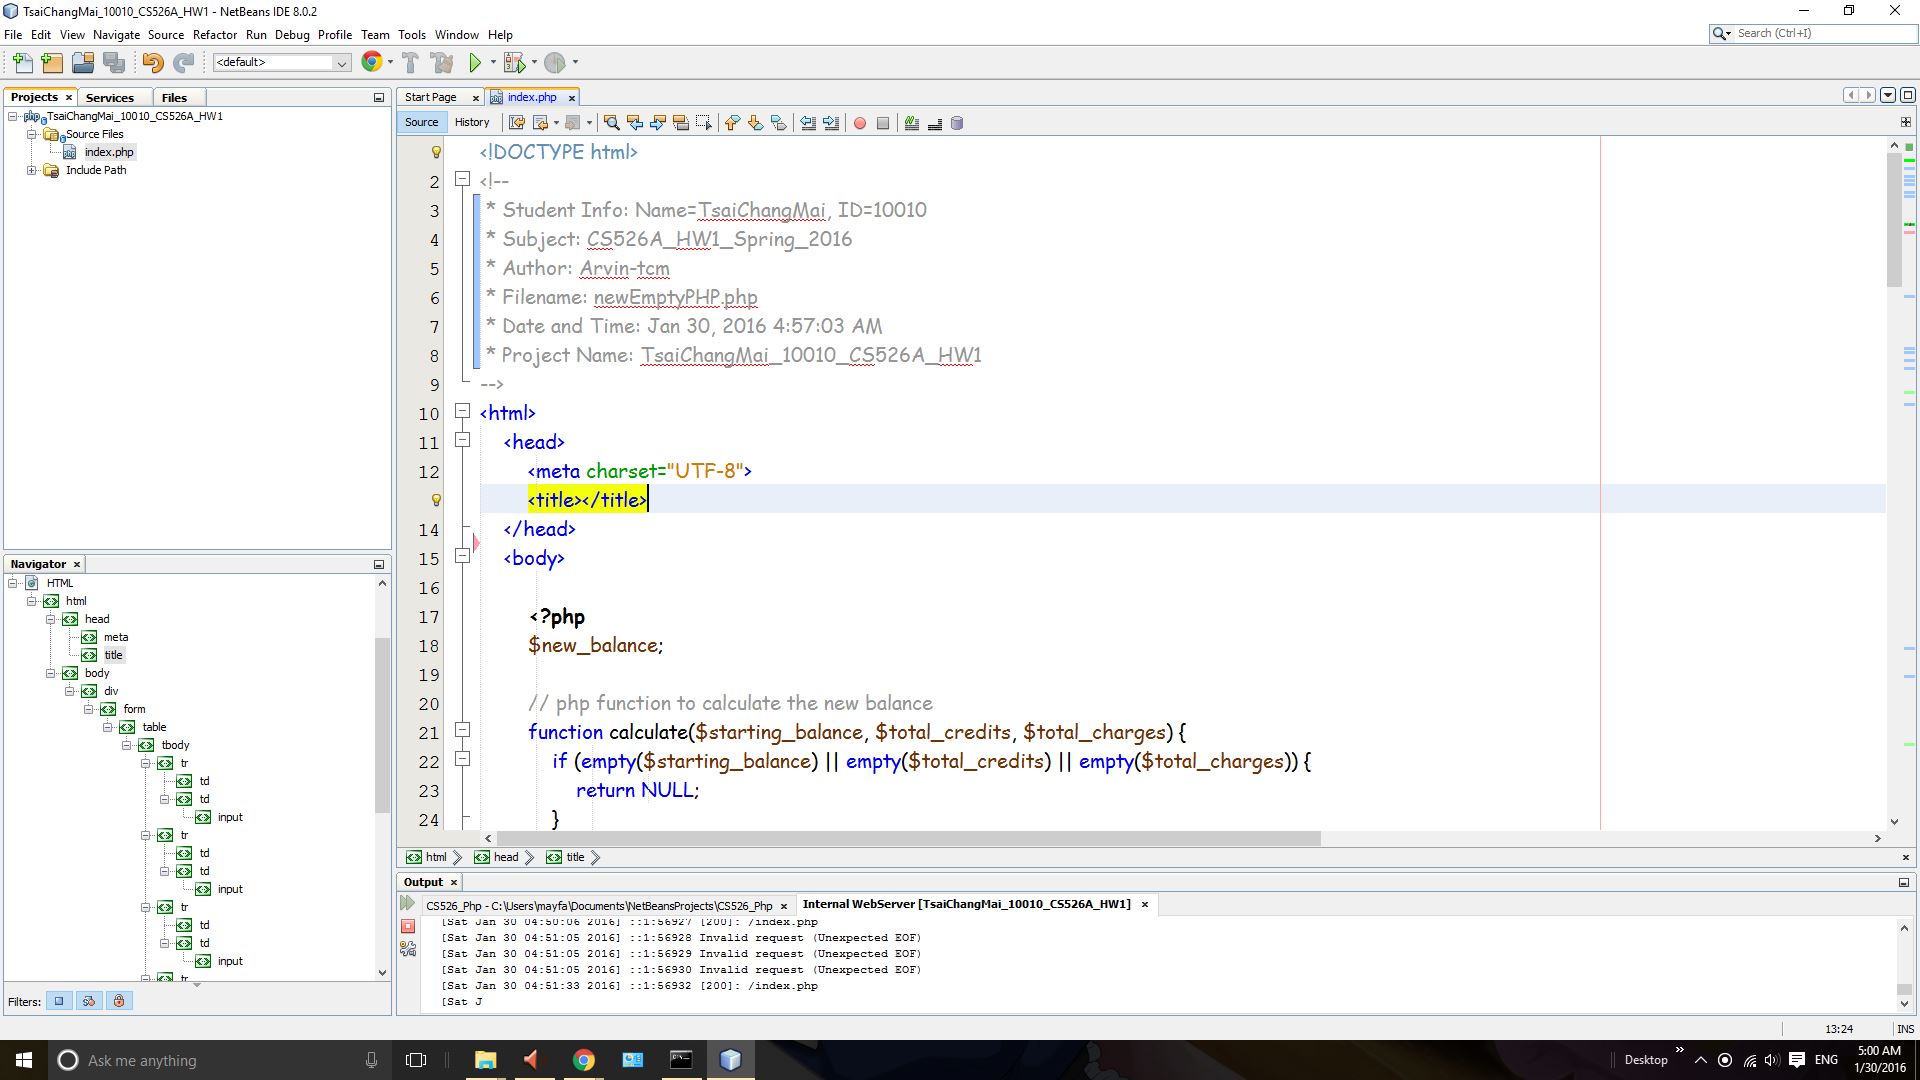 TsaiChangMai_10010_CS526A_HW1 - NetBeans IDE 8.0.2
File Edit View Navigate Source Refactor Run Debug Profile Team Tools Window Help
Search (Ctrl+I)
<default>
Projects Services Files
TsaiChangMai_10010_CS526A_HW1
Source Files
index.php
Include Path
Start Page index.php
Source History
<!DOCTYPE html>
2 <!--
3 * Student Info: Name=TsaiChangMai, ID=10010
4 * Subject: CS526A_HW1_Spring_2016
5 * Author: Arvin-tcm
6 * Filename: newEmptyPHP.php
7 * Date and Time: Jan 30, 2016 4:57:03 AM
8 * Project Name: TsaiChangMai_10010_CS526A_HW1
9 -->
10 <html>
11 <head>
12 <meta charset="UTF-8">
<title></title>
14 </head>
15 <body>
16
17 <?php
18 $new_balance;
19
20 // php function to calculate the new balance
21 function calculate($starting_balance, $total_credits, $total_charges) {
22 if (empty($starting_balance) || empty($total_credits) || empty($total_charges)) {
23 return NULL;
24 }
html head title
Navigator
HTML
html
head
meta
title
body
div
form
table
tbody
tr
td
td
input
tr
td
td
input
tr
td
td
input
tr
Filters:
Output
CS526_Php - C:\Users\mayfa\Documents\NetBeansProjects\CS526_Php Internal WebServer [TsaiChangMai_10010_CS526A_HW1]
[Sat Jan 30 04:50:06 2016] ::1:56927 [200]: /index.php
[Sat Jan 30 04:51:05 2016] ::1:56928 Invalid request (Unexpected EOF)
[Sat Jan 30 04:51:05 2016] ::1:56929 Invalid request (Unexpected EOF)
[Sat Jan 30 04:51:05 2016] ::1:56930 Invalid request (Unexpected EOF)
[Sat Jan 30 04:51:33 2016] ::1:56932 [200]: /index.php
[Sat J
13:24 INS
Ask me anything
Desktop ENG
5:00 AM
1/30/2016